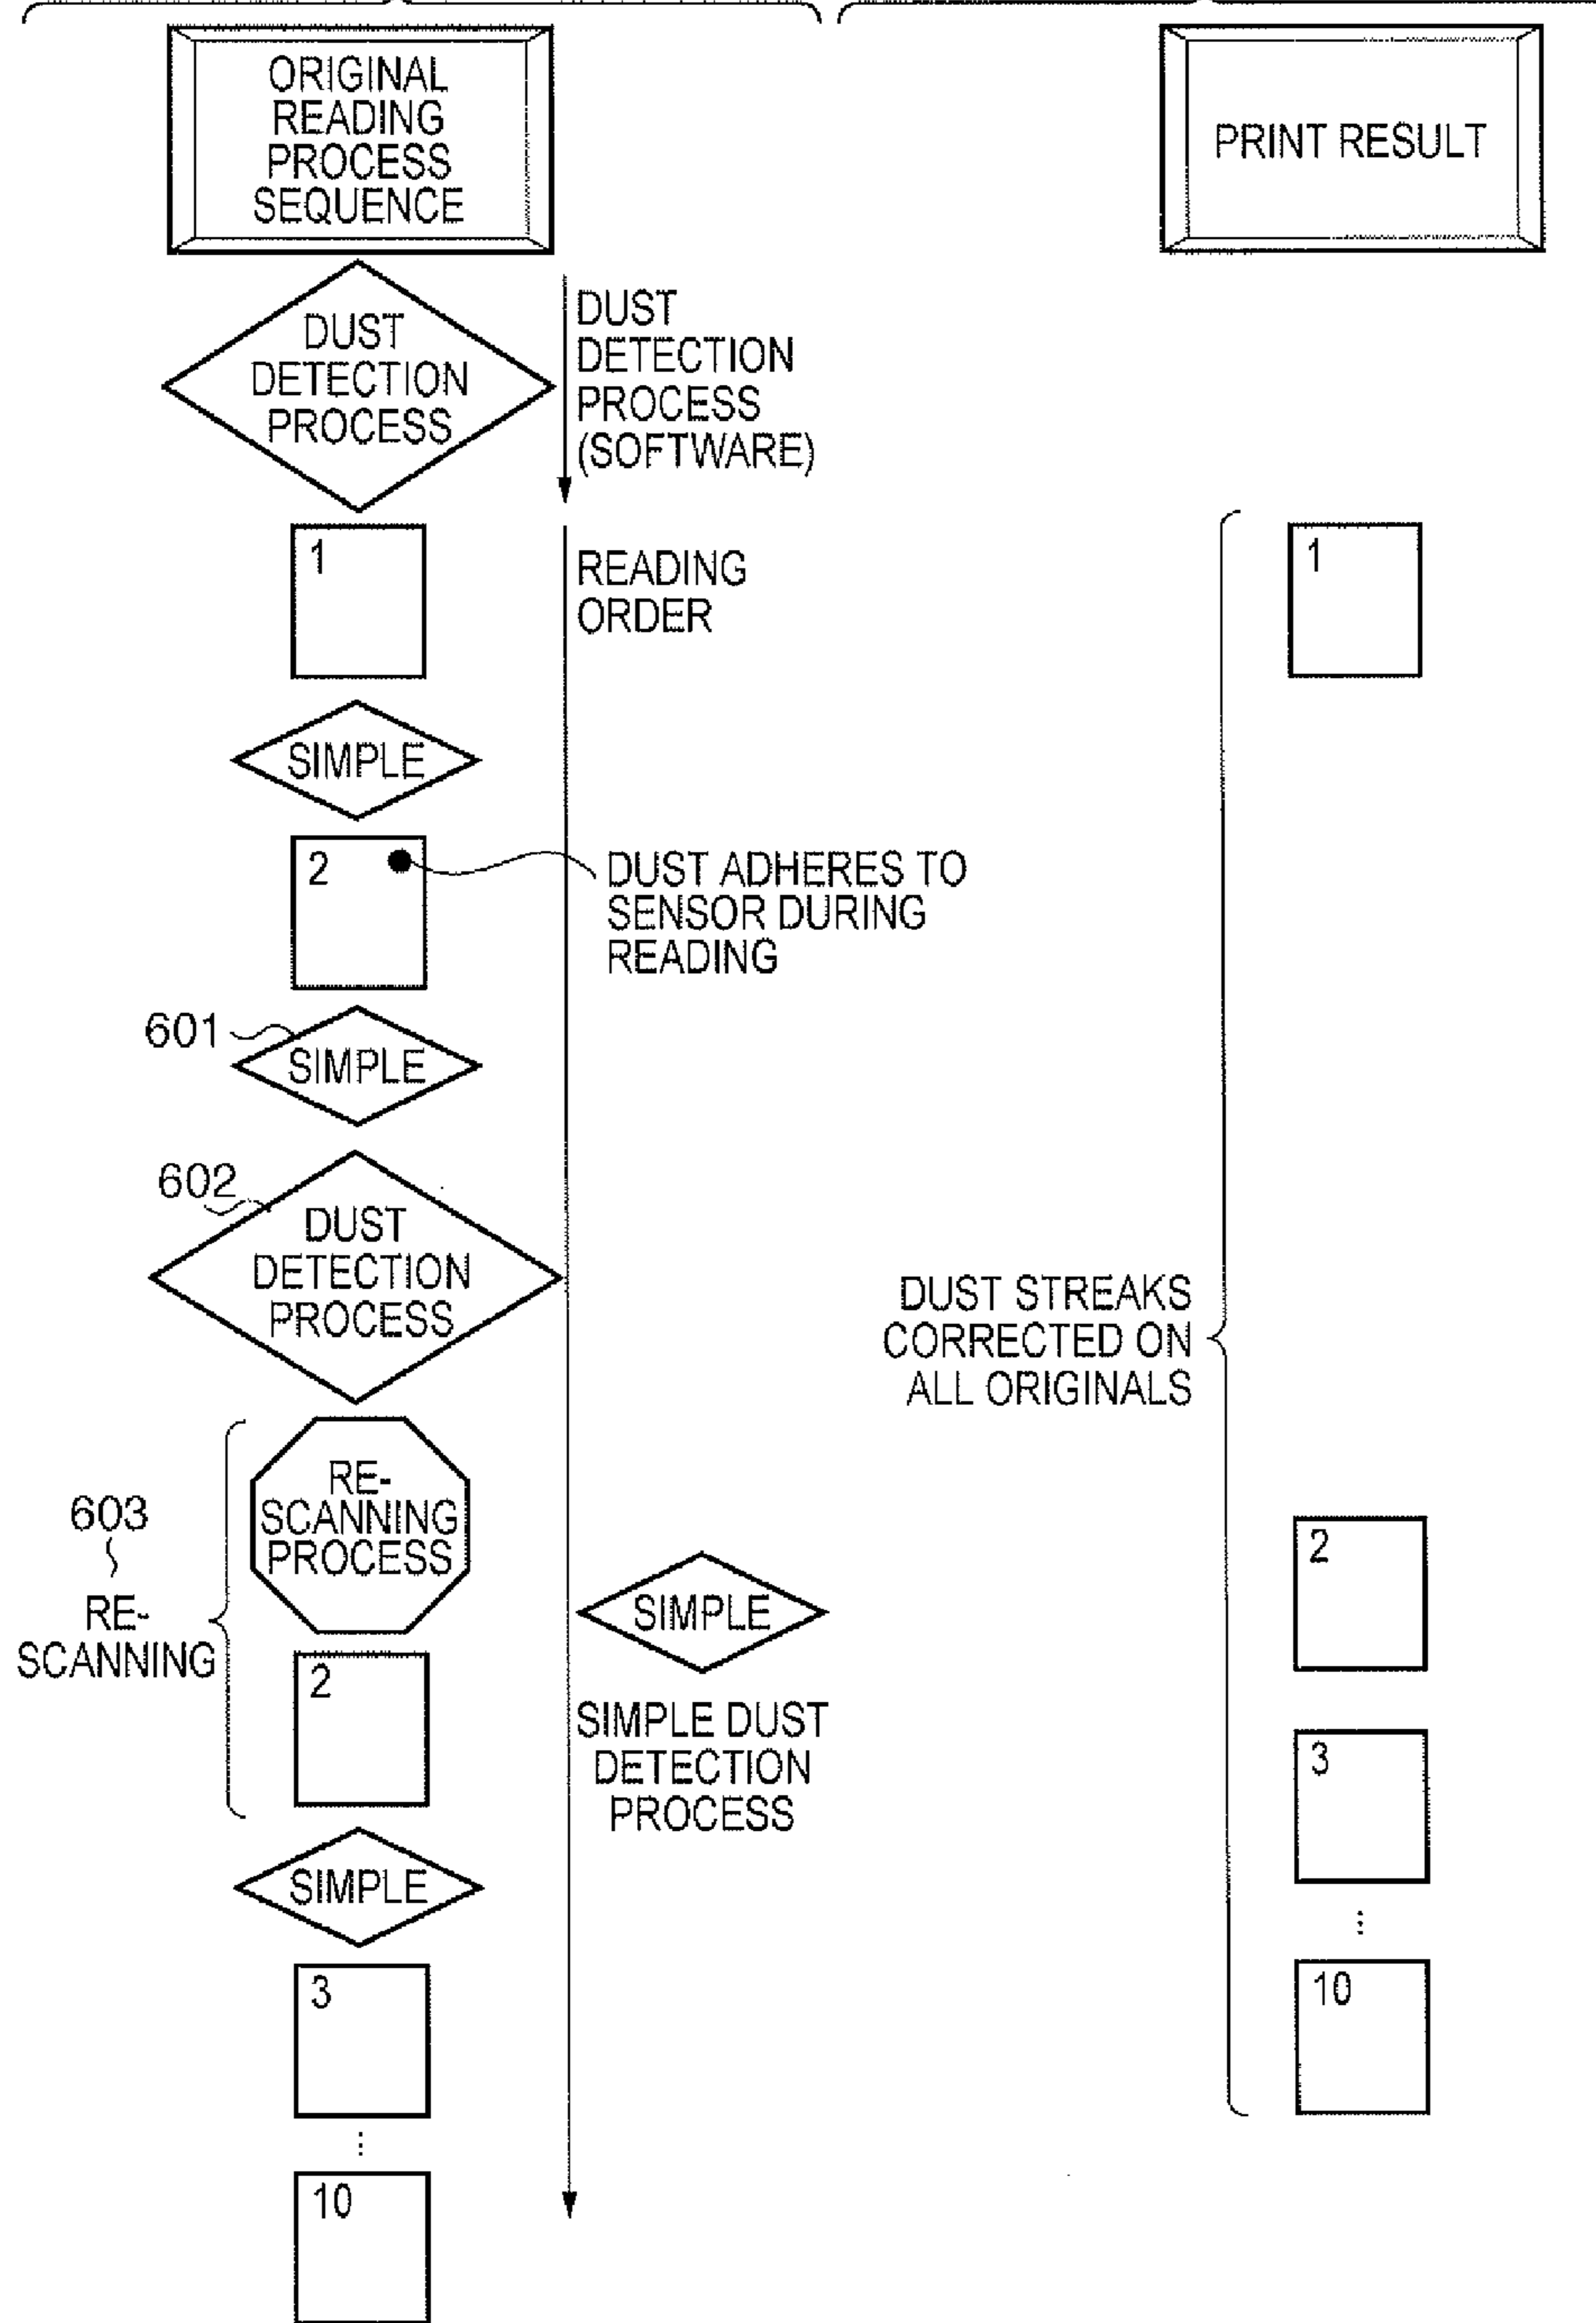 ORIGINAL
READING
PROCESS
SEQUENCE
PRINT RESULT
DUST
DETECTION
PROCESS
DUST
DETECTION
PROCESS
(SOFTWARE)
1
READING
ORDER
1
SIMPLE
2
DUST ADHERES TO
SENSOR DURING
READING
601
SIMPLE
602
DUST
DETECTION
PROCESS
DUST STREAKS
CORRECTED ON
ALL ORIGINALS
RE-
SCANNING
PROCESS
603
RE-
SCANNING
2
SIMPLE
SIMPLE DUST
DETECTION
PROCESS
2
3
SIMPLE
3
10
10